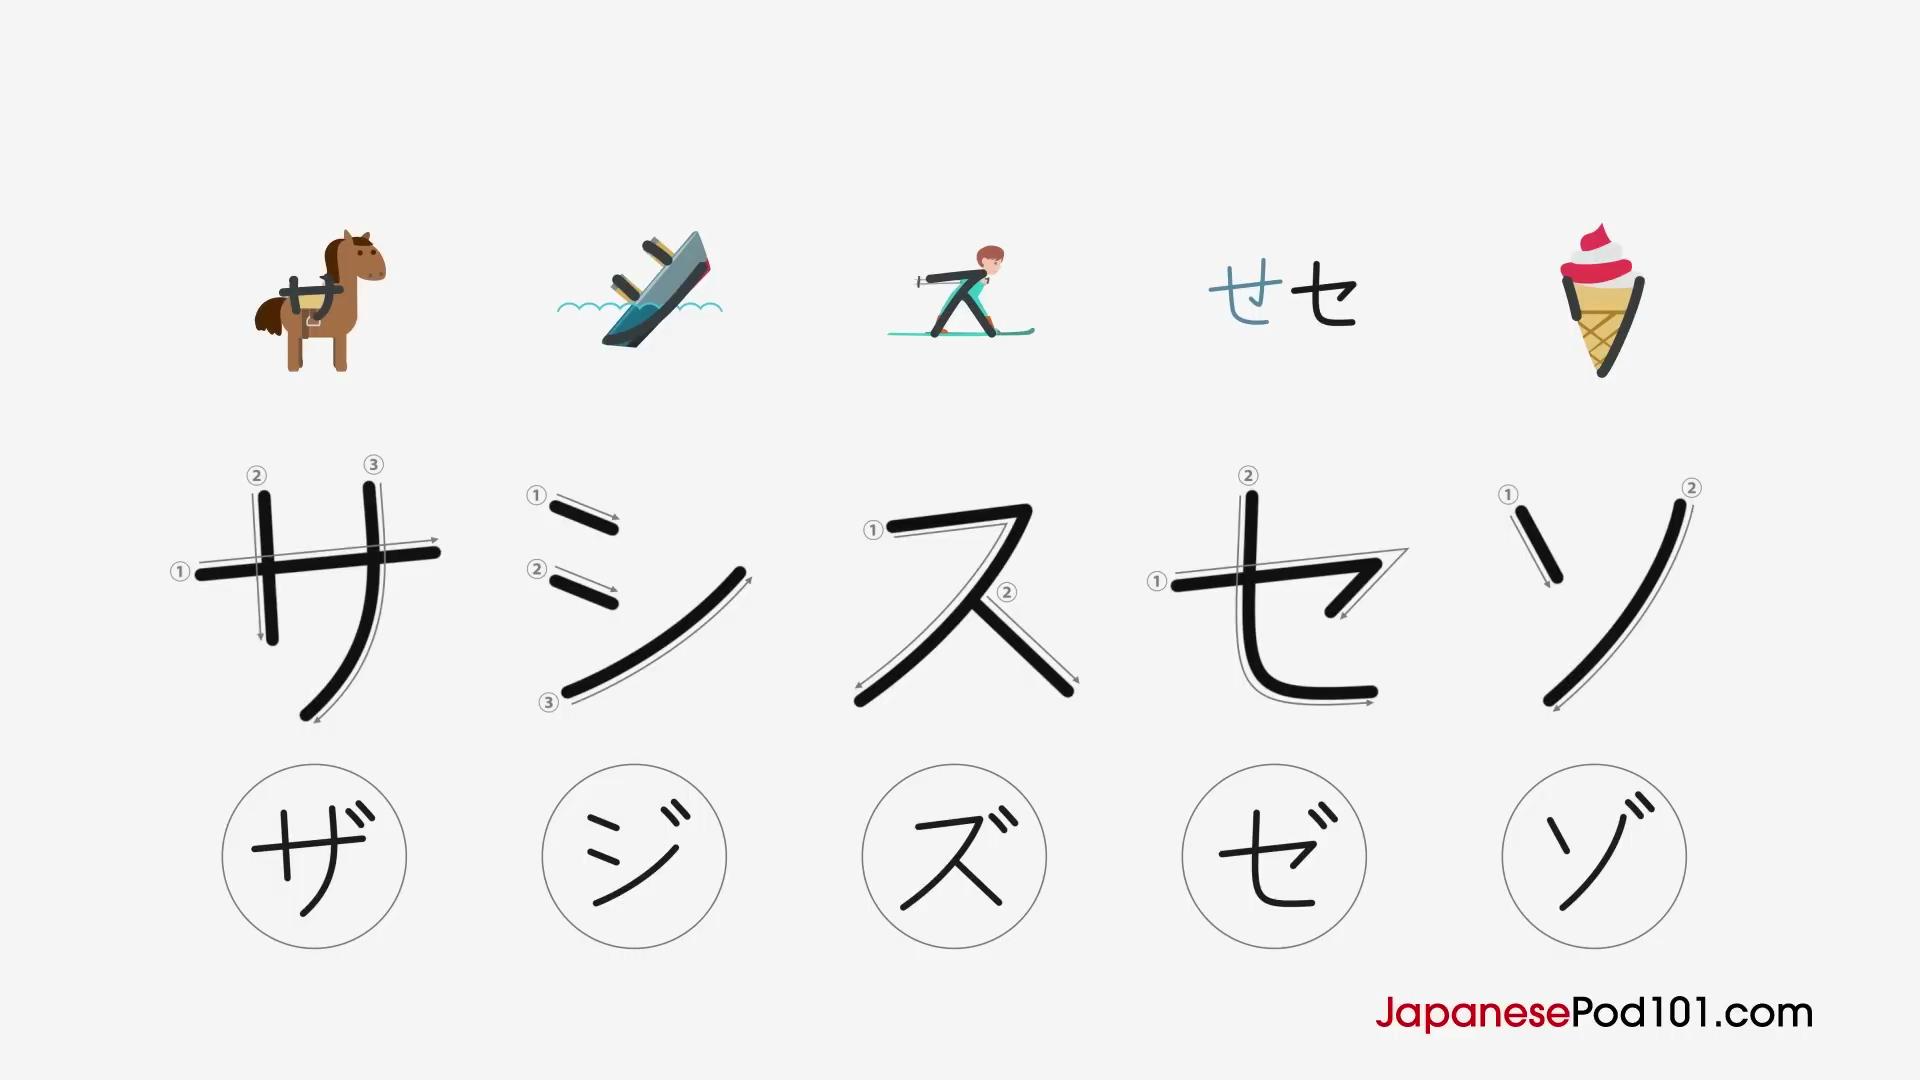 せ セ
サ シ ス セ ソ
ザ ジ ズ ゼ ゾ
JapanesePod101.com